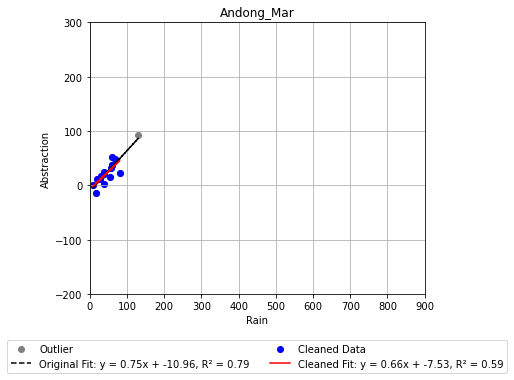 Andong_Mar
300
200
100
0
−100
−200
Abstraction
0 100 200 300 400 500 600 700 800 900
Rain
Outlier Cleaned Data
Original Fit: y = 0.75x + -10.96, R² = 0.79 Cleaned Fit: y = 0.66x + -7.53, R² = 0.59